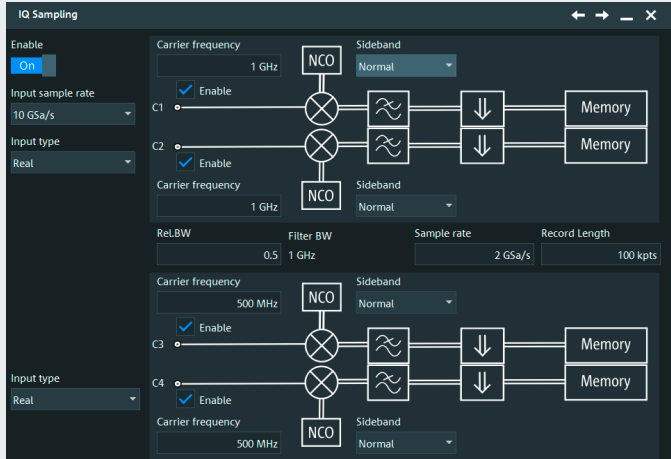 IQ Sampling
Enable
On
Input sample rate
10 GSa/s
Input type
Real
Carrier frequency
1 GHz
NCO
Sideband
Normal
Enable
C1
Memory
C2
Memory
Enable
Carrier frequency
1 GHz
NCO
Sideband
Normal
Rel.BW
0.5
Filter BW
1 GHz
Sample rate
2 GSa/s
Record Length
100 kpts
Carrier frequency
500 MHz
NCO
Sideband
Normal
Enable
C3
Memory
Input type
Real
C4
Memory
Enable
Carrier frequency
500 MHz
NCO
Sideband
Normal